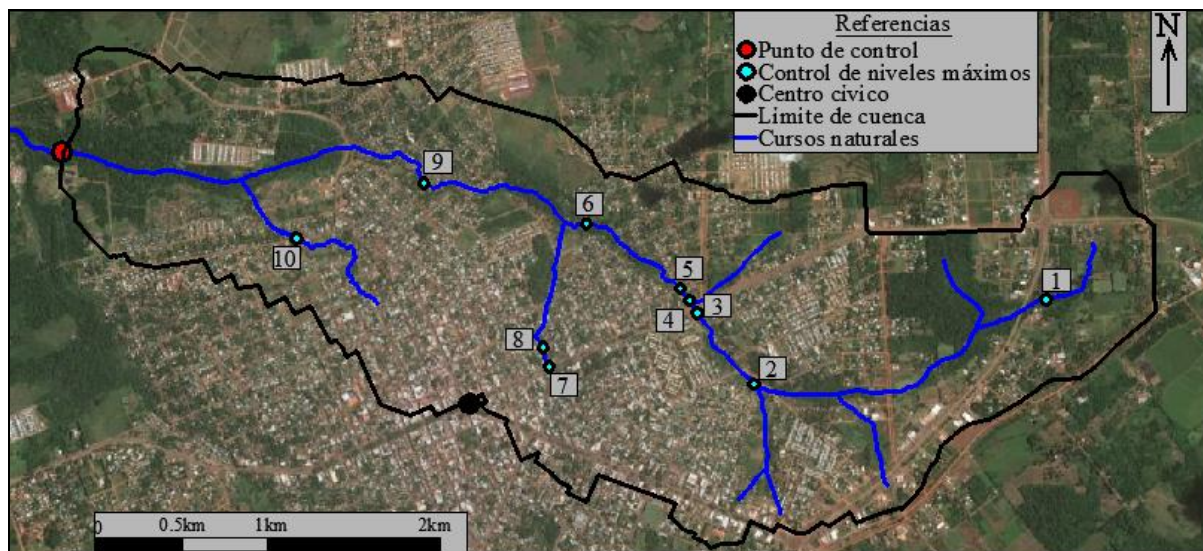 Referencias
Punto de control
Control de niveles máximos
Centro cívico
Límite de cuenca
Cursos naturales
N
9
6
10
5
4
3
1
8
7
2
0
0.5km
1km
2km